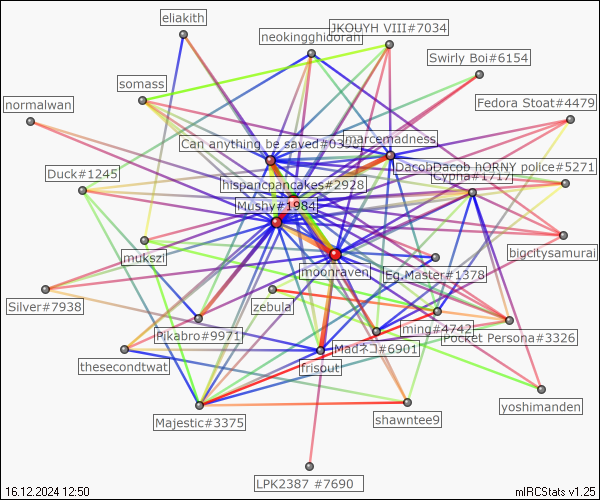 eliakith
JKOUYH VIII#7034
neokingghidoran
Swirly Boi#6154
somass
normalwan
Fedora Stoat#4479
marcemadness
Can anything be saved#03
DacobDacob hORNY police#5271
Duck#1245
Cypna#1717
hispancpancakes#2928
Mushy#1984
mukszi
bigcitysamurai
moonraven
Eg.Master#1378
Silver#7938
zebula
ming#4742
Pikabro#9971
Pocket Persona#3326
Madネコ#6901
thesecondtwat
frisout
yoshimanden
Majestic#3375
shawntee9
LPK2387 #7690
16.12.2024 12:50
mIRCStats v1.25